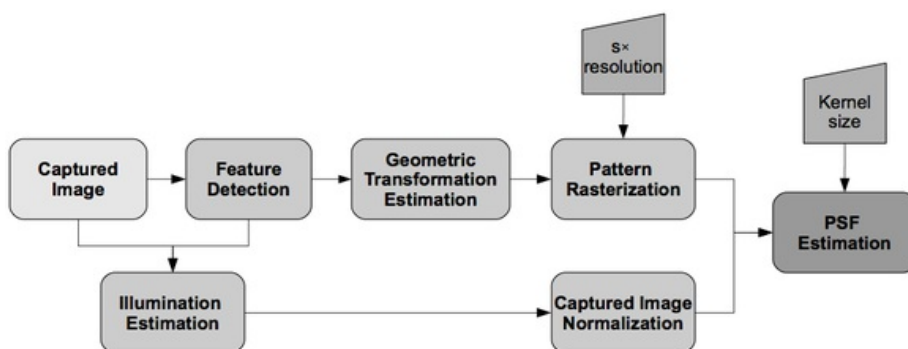 s×
resolution
Kernel
size
Captured
Image
Feature
Detection
Geometric
Transformation
Estimation
Pattern
Rasterization
PSF
Estimation
Illumination
Estimation
Captured Image
Normalization